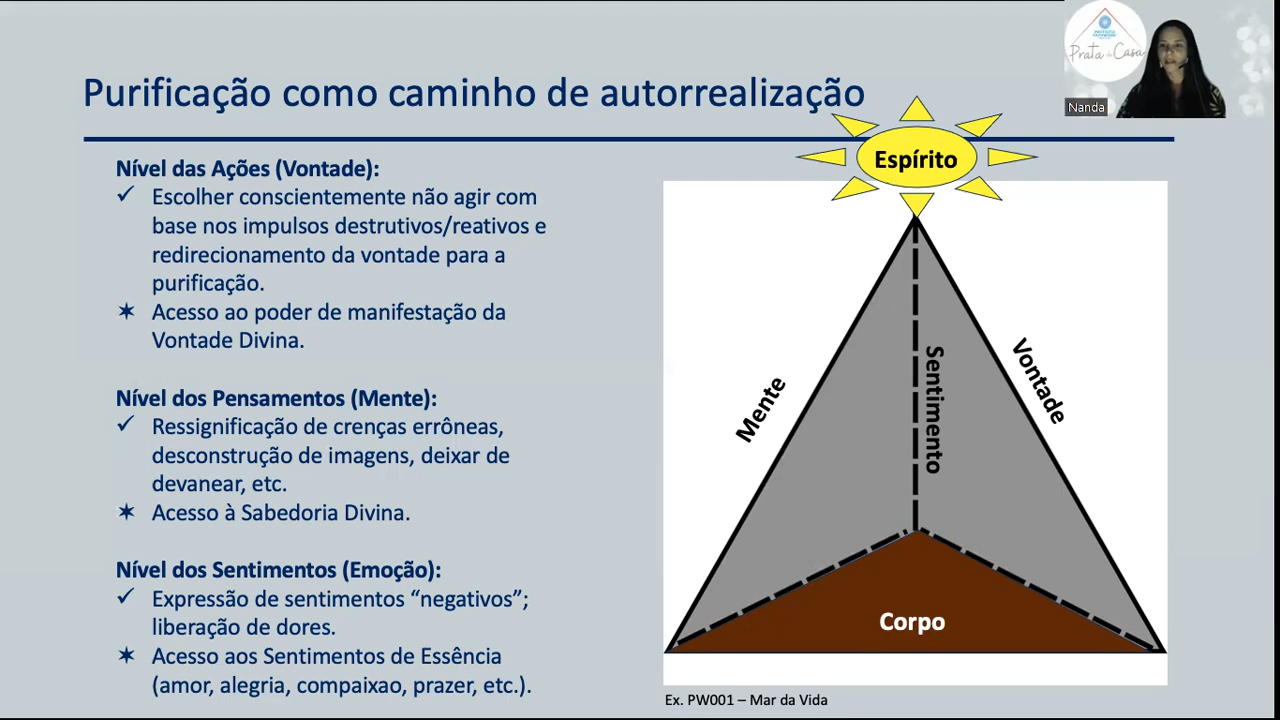 Prata da Casa
Nanda
Purificação como caminho de autorrealização
Nível das Ações (Vontade):
✓ Escolher conscientemente não agir com
base nos impulsos destrutivos/reativos e
redirecionamento da vontade para a
purificação.
✶ Acesso ao poder de manifestação da
Vontade Divina.
Nível dos Pensamentos (Mente):
✓ Ressignificação de crenças errôneas,
desconstrução de imagens, deixar de
devanear, etc.
✶ Acesso à Sabedoria Divina.
Nível dos Sentimentos (Emoção):
✓ Expressão de sentimentos “negativos”;
liberação de dores.
✶ Acesso aos Sentimentos de Essência
(amor, alegria, compaixao, prazer, etc.).
Espírito
Mente
Sentimento
Vontade
Corpo
Ex. PW001 – Mar da Vida